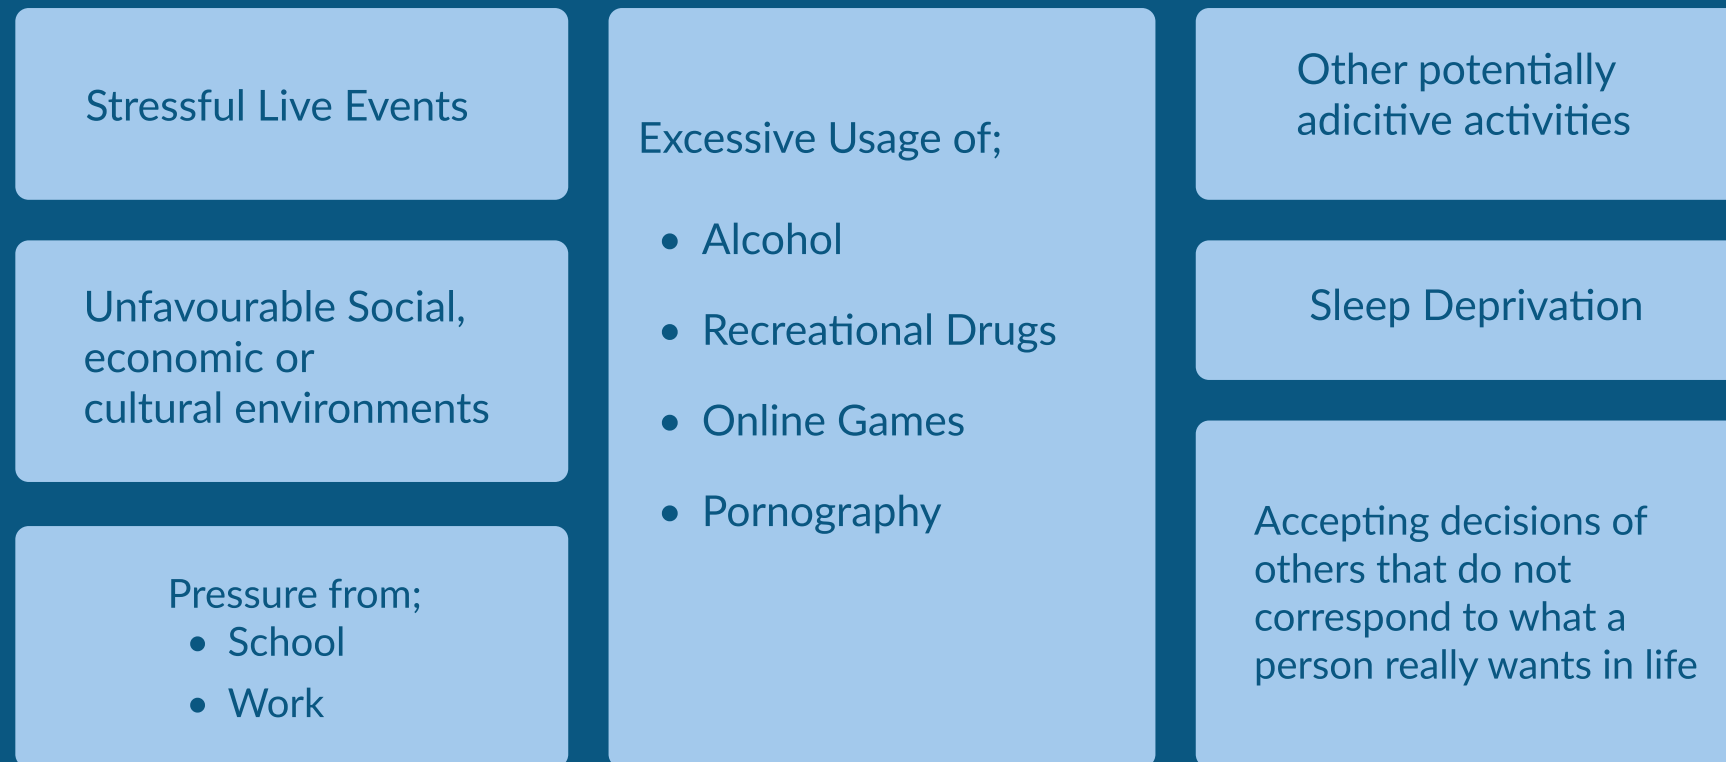 Stressful Live Events
Unfavourable Social,
economic or
cultural environments
Pressure from;
• School
• Work
Excessive Usage of;
• Alcohol
• Recreational Drugs
• Online Games
• Pornography
Other potentially
adicitive activities
Sleep Deprivation
Accepting decisions of
others that do not
correspond to what a
person really wants in life